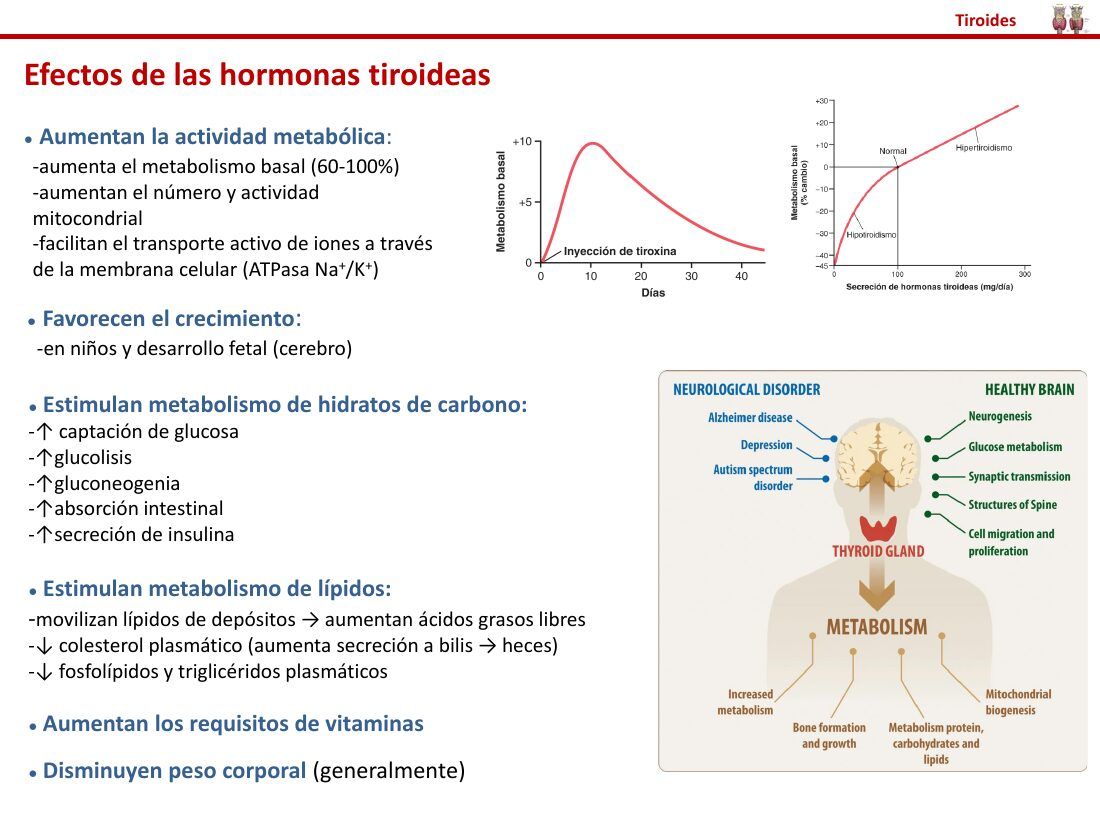 Tiroides
Efectos de las hormonas tiroideas
• Aumentan la actividad metabólica:
-aumenta el metabolismo basal (60-100%)
-aumentan el número y actividad
mitocondrial
-facilitan el transporte activo de iones a través
de la membrana celular (ATPasa Na⁺/K⁺)
• Favorecen el crecimiento:
-en niños y desarrollo fetal (cerebro)
• Estimulan metabolismo de hidratos de carbono:
-↑ captación de glucosa
-↑glucolisis
-↑gluconeogenia
-↑absorción intestinal
-↑secreción de insulina
• Estimulan metabolismo de lípidos:
-movilizan lípidos de depósitos → aumentan ácidos grasos libres
-↓ colesterol plasmático (aumenta secreción a bilis → heces)
-↓ fosfolípidos y triglicéridos plasmáticos
• Aumentan los requisitos de vitaminas
• Disminuyen peso corporal (generalmente)
Metabolismo basal
+10
+5
0
Inyección de tiroxina
0 10 20 30 40
Días
Metabolismo basal
(% cambio)
+30
+20
+10
0
−10
−20
−30
−40
−45
Normal
Hipertiroidismo
Hipotiroidismo
0 100 200 300
Secreción de hormonas tiroideas (mg/día)
NEUROLOGICAL DISORDER
Alzheimer disease
Depression
Autism spectrum
disorder
HEALTHY BRAIN
Neurogenesis
Glucose metabolism
Synaptic transmission
Structures of Spine
Cell migration and
proliferation
THYROID GLAND
METABOLISM
Increased
metabolism
Bone formation
and growth
Metabolism protein,
carbohydrates and
lipids
Mitochondrial
biogenesis